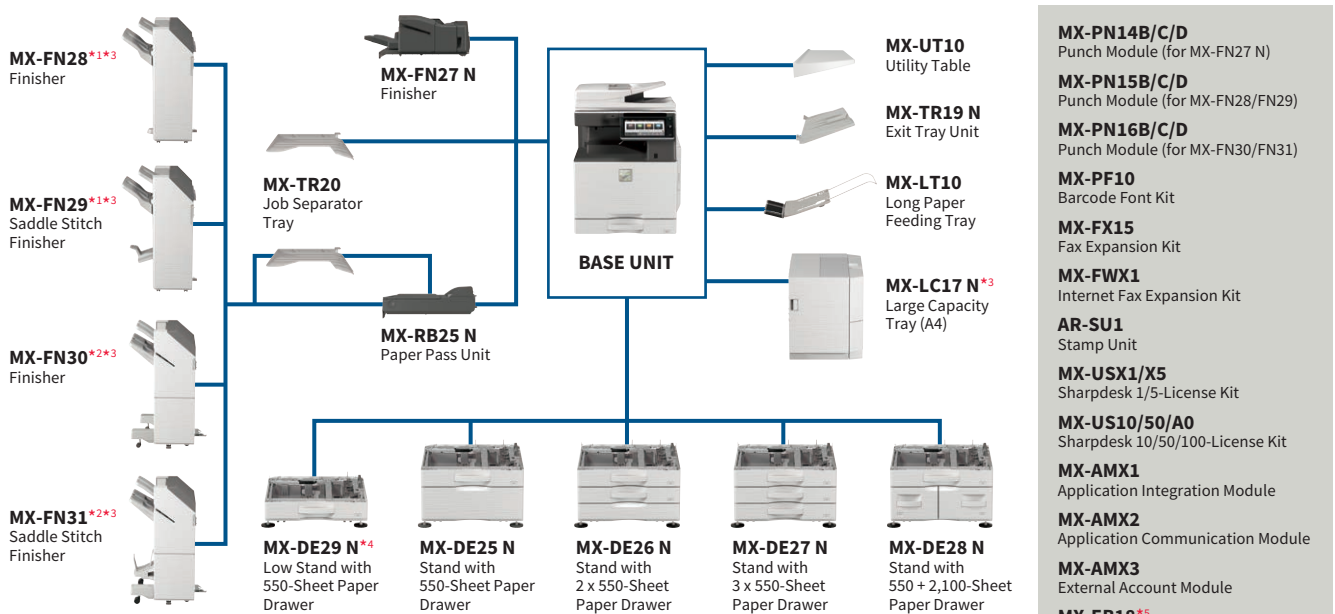 MX-FN28*1*3
Finisher
MX-FN29*1*3
Saddle Stitch
Finisher
MX-FN30*2*3
Finisher
MX-FN31*2*3
Saddle Stitch
Finisher
MX-FN27 N
Finisher
MX-TR20
Job Separator
Tray
MX-RB25 N
Paper Pass Unit
BASE UNIT
MX-UT10
Utility Table
MX-TR19 N
Exit Tray Unit
MX-LT10
Long Paper
Feeding Tray
MX-LC17 N*3
Large Capacity
Tray (A4)
MX-DE29 N*4
Low Stand with
550-Sheet Paper
Drawer
MX-DE25 N
Stand with
550-Sheet Paper
Drawer
MX-DE26 N
Stand with
2 x 550-Sheet
Paper Drawer
MX-DE27 N
Stand with
3 x 550-Sheet
Paper Drawer
MX-DE28 N
Stand with
550 + 2,100-Sheet
Paper Drawer
MX-PN14B/C/D
Punch Module (for MX-FN27 N)
MX-PN15B/C/D
Punch Module (for MX-FN28/FN29)
MX-PN16B/C/D
Punch Module (for MX-FN30/FN31)
MX-PF10
Barcode Font Kit
MX-FX15
Fax Expansion Kit
MX-FWX1
Internet Fax Expansion Kit
AR-SU1
Stamp Unit
MX-USX1/X5
Sharpdesk 1/5-License Kit
MX-US10/50/A0
Sharpdesk 10/50/100-License Kit
MX-AMX1
Application Integration Module
MX-AMX2
Application Communication Module
MX-AMX3
External Account Module